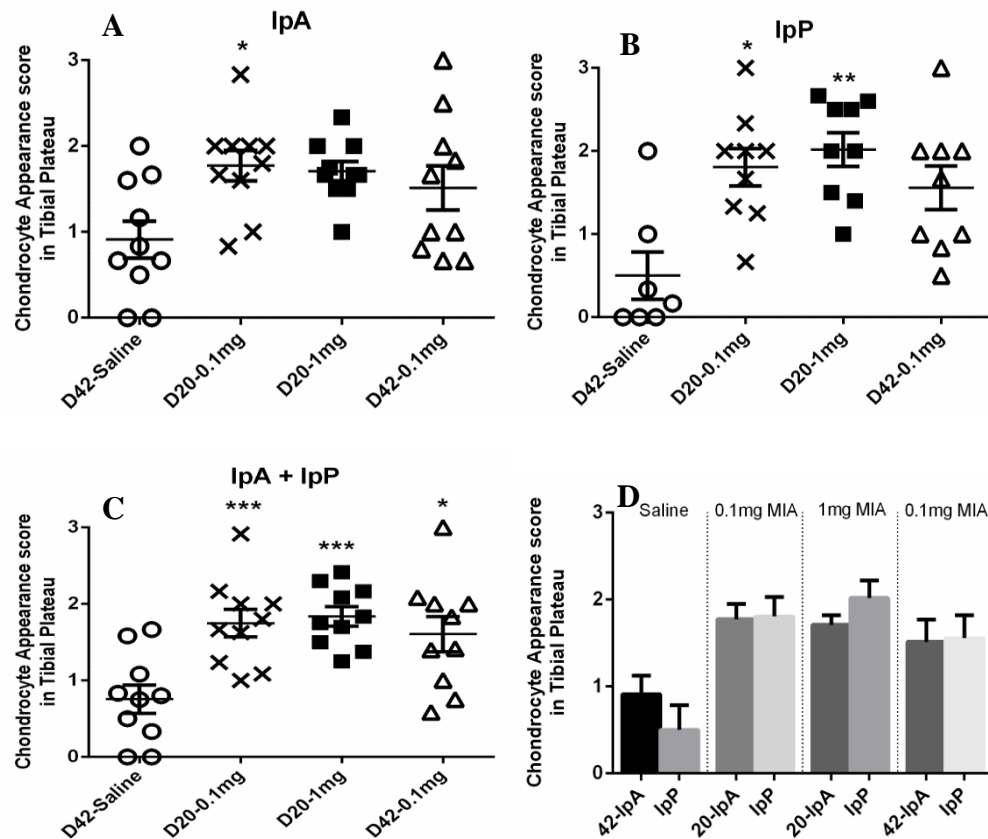 A
IpA
Chondrocyte Appearance score
in Tibial Plateau
3
2
1
0
*
D42-Saline
D20-0.1mg
D20-1mg
D42-0.1mg
B
IpP
Chondrocyte Appearance score
in Tibial Plateau
3
2
1
0
*
**
D42-Saline
D20-0.1mg
D20-1mg
D42-0.1mg
C
IpA + IpP
Chondrocyte Appearance score
in Tibial Plateau
3
2
1
0
***
***
*
D42-Saline
D20-0.1mg
D20-1mg
D42-0.1mg
D
Chondrocyte Appearance score
in Tibial Plateau
3
2
1
0
Saline
0.1mg MIA
1mg MIA
0.1mg MIA
42-IpA
IpP
20-IpA
IpP
20-IpA
IpP
42-IpA
IpP